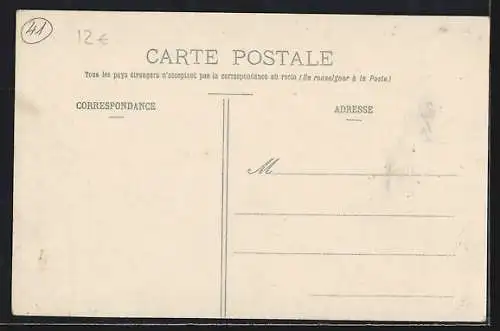 41
12 €
CARTE POSTALE
Tous les pays étrangers n'acceptent pas la correspondance au recto (Se renseigner à la Poste)
CORRESPONDANCE
ADRESSE
M